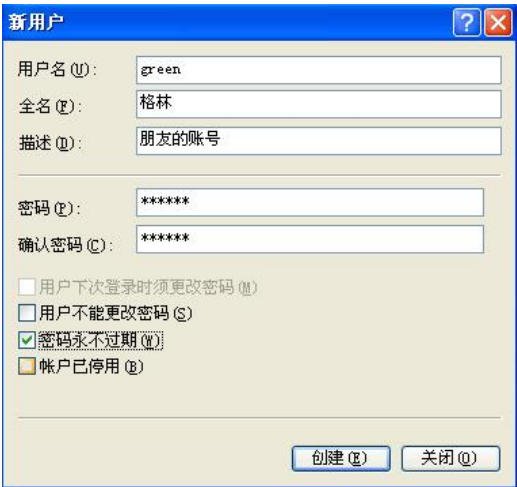 新用户
用户名(U): green
全名(F): 格林
描述(D): 朋友的账号
密码(P): ******
确认密码(C): ******
用户下次登录时须更改密码(M)
用户不能更改密码(S)
密码永不过期(W)
帐户已停用(B)
创建(E) 关闭(O)